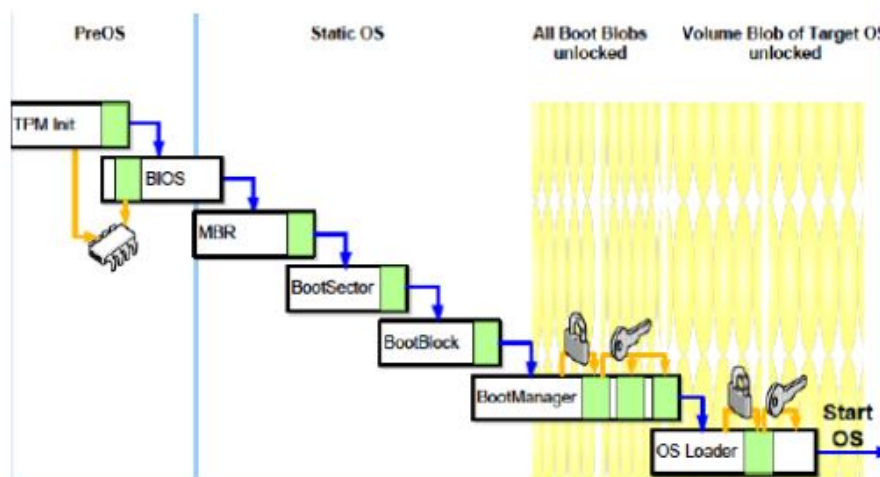 PreOS
Static OS
All Boot Blobs
unlocked
Volume Blob of Target OS
unlocked
TPM Init
BIOS
MBR
BootSector
BootBlock
BootManager
OS Loader
Start
OS